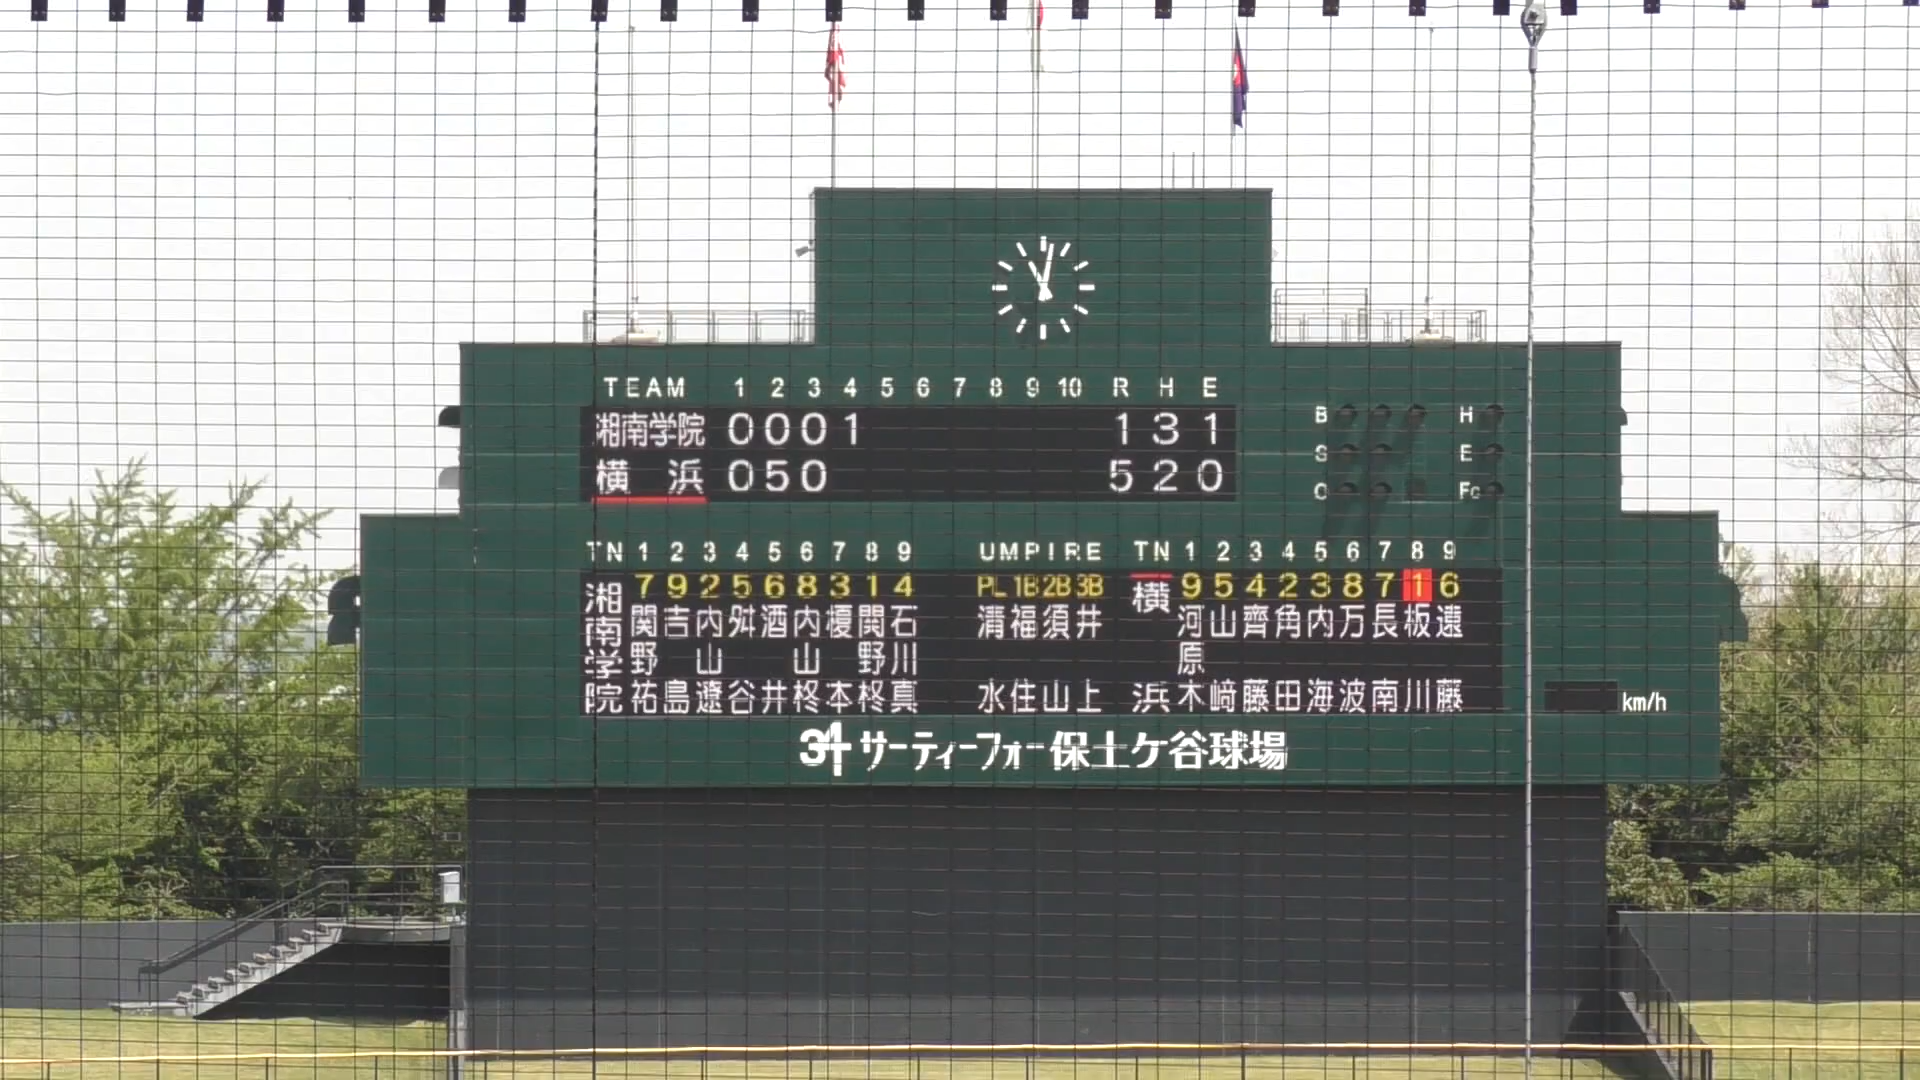 TEAM 1 2 3 4 5 6 7 8 9 10 R H E
湘南学院 0 0 0 1 1 3 1
横浜 0 5 0 5 2 0
B H
S E
O Fc
TN 1 2 3 4 5 6 7 8 9
湘南学院
7 9 2 5 6 8 3 1 4
関野祐
吉島
内山遼
舛谷
酒井
内山柊
榎本
関野柊
石川真
UMPIRE
PL 1B 2B 3B
清水
福住
須山
井上
TN 1 2 3 4 5 6 7 8 9
横浜
9 5 4 2 3 8 7 1 6
河原木
山﨑
齊藤
角田
内海
万波
長南
板川
遠藤
km/h
34 サーティーフォー保土ケ谷球場